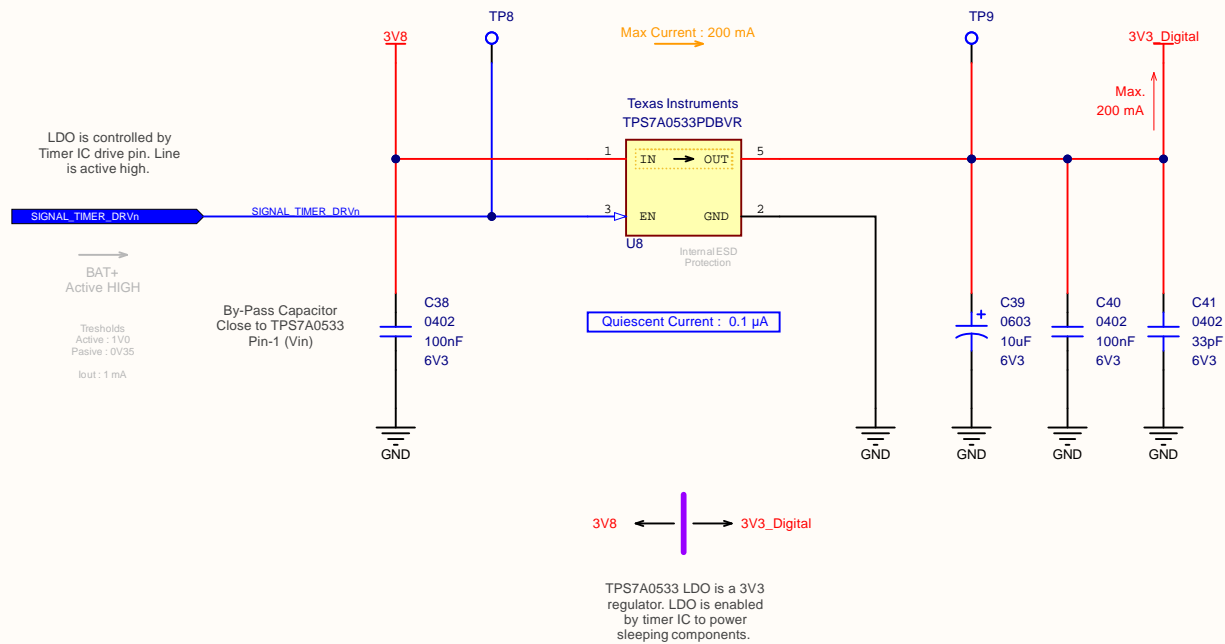 TP8
TP9
3V8
Max Current : 200 mA
3V3_Digital
Max.
200 mA
Texas Instruments
TPS7A0533PDBVR
LDO is controlled by
Timer IC drive pin. Line
is active high.
1
IN
OUT
5
SIGNAL_TIMER_DRVn
SIGNAL_TIMER_DRVn
3
EN
GND
2
U8
Internal ESD
Protection
BAT+
Active HIGH
Tresholds
Active : 1V0
Pasive : 0V35
Iout : 1 mA
By-Pass Capacitor
Close to TPS7A0533
Pin-1 (Vin)
C38
0402
100nF
6V3
Quiescent Current : 0.1 µA
+
C39
0603
10uF
6V3
C40
0402
100nF
6V3
C41
0402
33pF
6V3
GND
GND
GND
GND
GND
3V8
3V3_Digital
TPS7A0533 LDO is a 3V3
regulator. LDO is enabled
by timer IC to power
sleeping components.